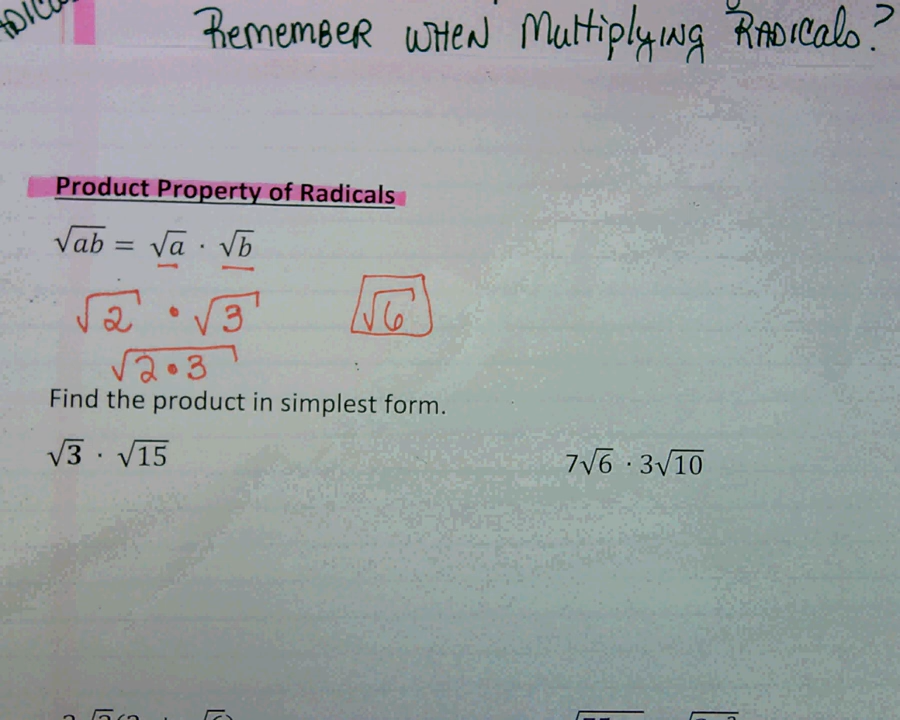 Remember when Multiplying Radicals?
Product Property of Radicals
√ab = √a · √b
√2 · √3 √6
√2·3
Find the product in simplest form.
√3 · √15 7√6 · 3√10